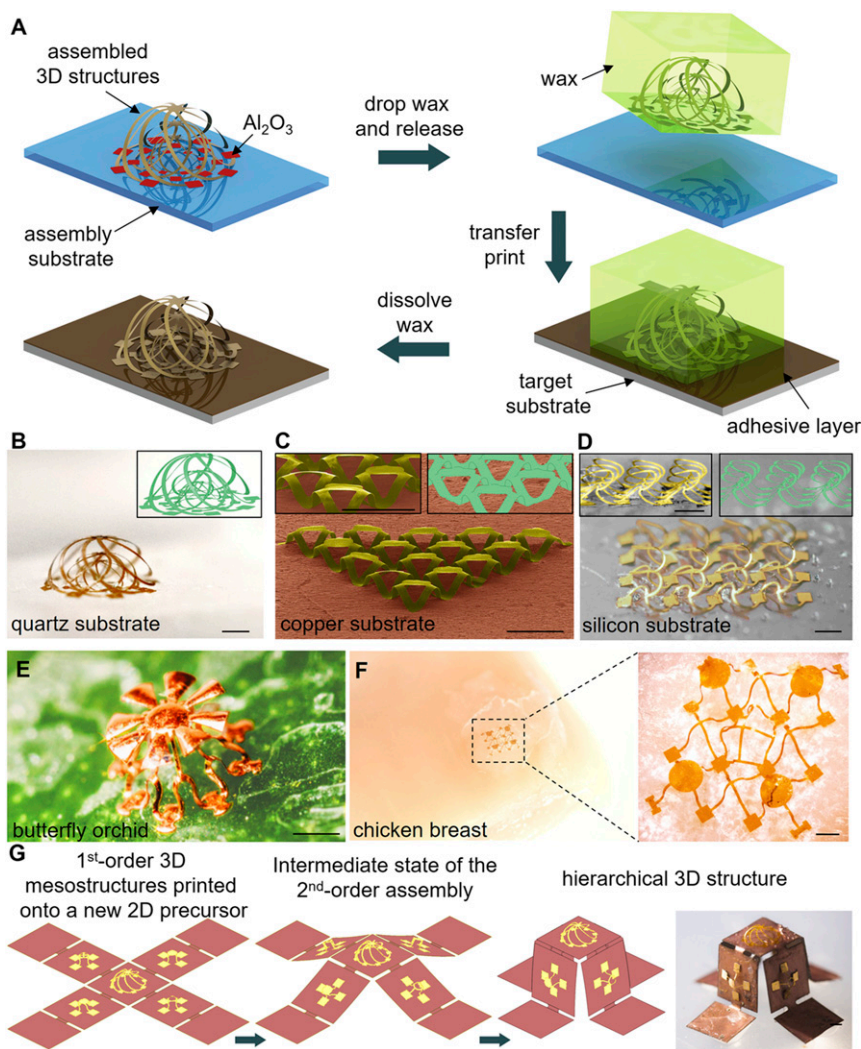 A
assembled
3D structures
Al₂O₃
assembly
substrate
drop wax
and release
wax
transfer
print
dissolve
wax
target
substrate
adhesive layer
B
quartz substrate
C
copper substrate
D
silicon substrate
E
butterfly orchid
F
chicken breast
G
1st-order 3D
mesostructures printed
onto a new 2D precursor
Intermediate state of the
2nd-order assembly
hierarchical 3D structure